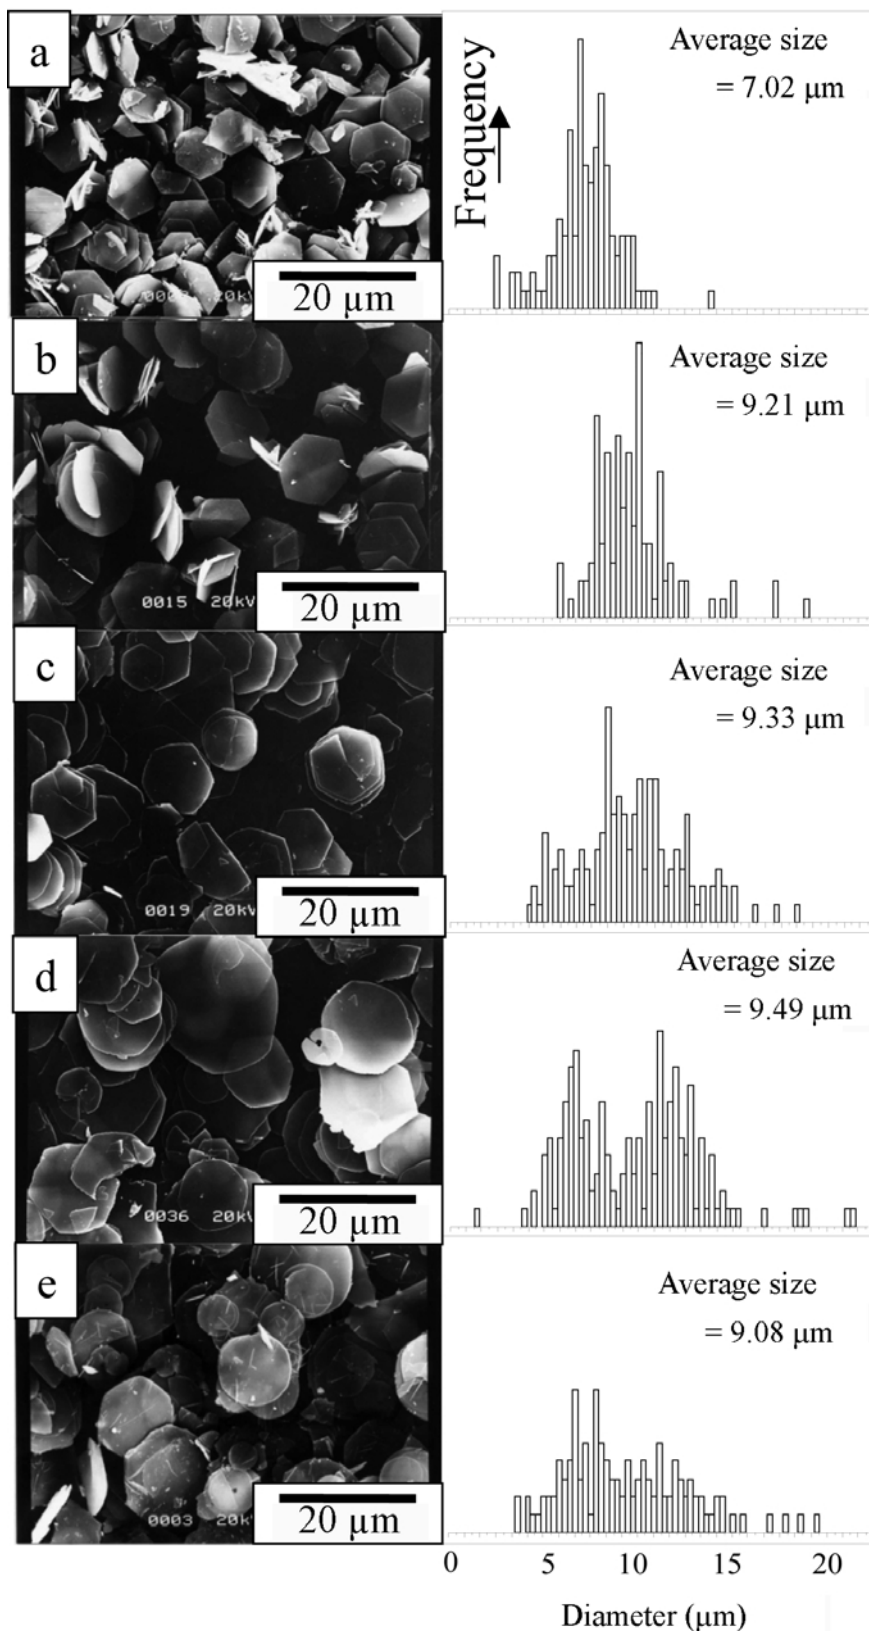 a
Frequency
Average size
= 7.02 μm
20 μm
b
Average size
= 9.21 μm
0015 20kV
20 μm
c
Average size
= 9.33 μm
0019 20kV
20 μm
d
Average size
= 9.49 μm
0036 20kV
20 μm
e
Average size
= 9.08 μm
0003 20kV
20 μm
0 5 10 15 20
Diameter (μm)